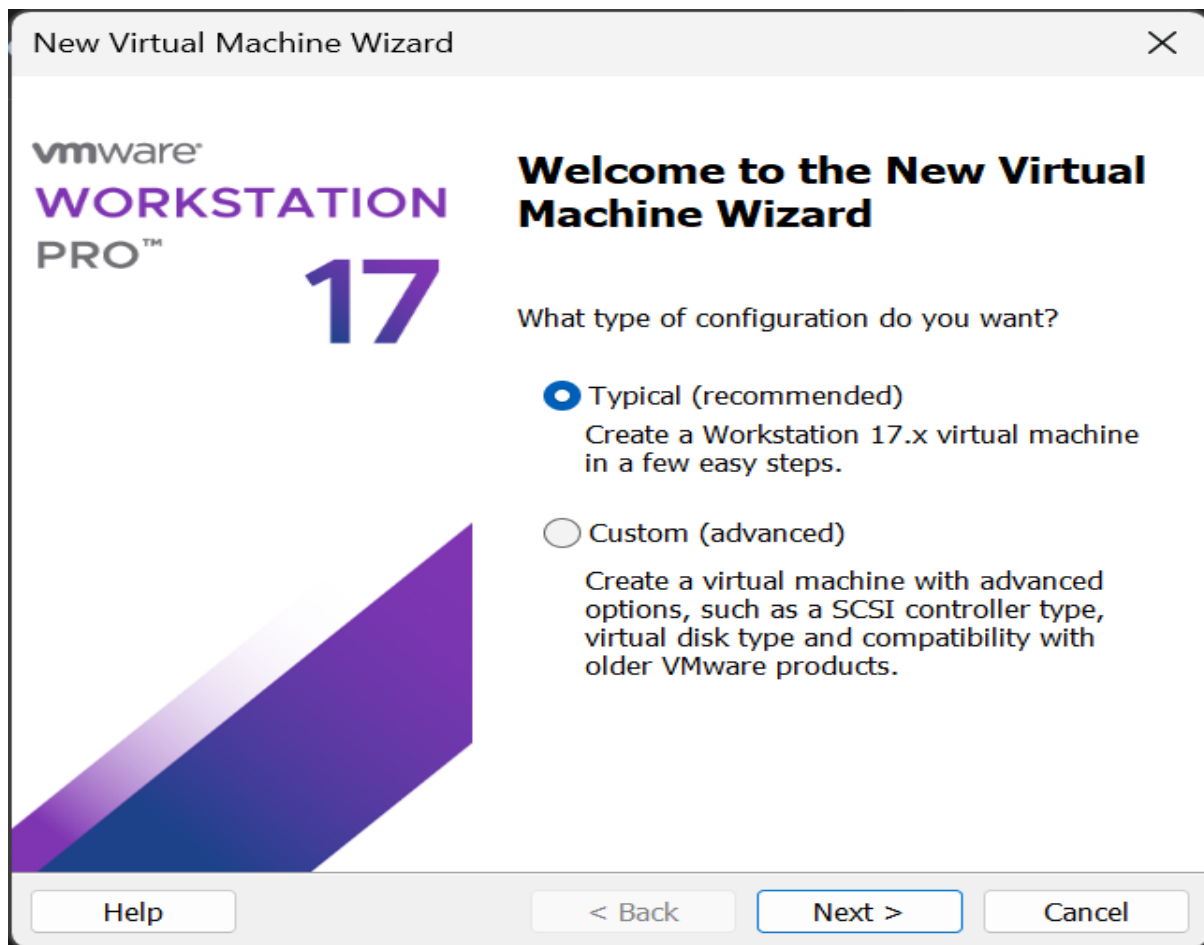 New Virtual Machine Wizard
vmware®
WORKSTATION
PRO™
17
Welcome to the New Virtual
Machine Wizard
What type of configuration do you want?
Typical (recommended)
Create a Workstation 17.x virtual machine
in a few easy steps.
Custom (advanced)
Create a virtual machine with advanced
options, such as a SCSI controller type,
virtual disk type and compatibility with
older VMware products.
Help
< Back
Next >
Cancel